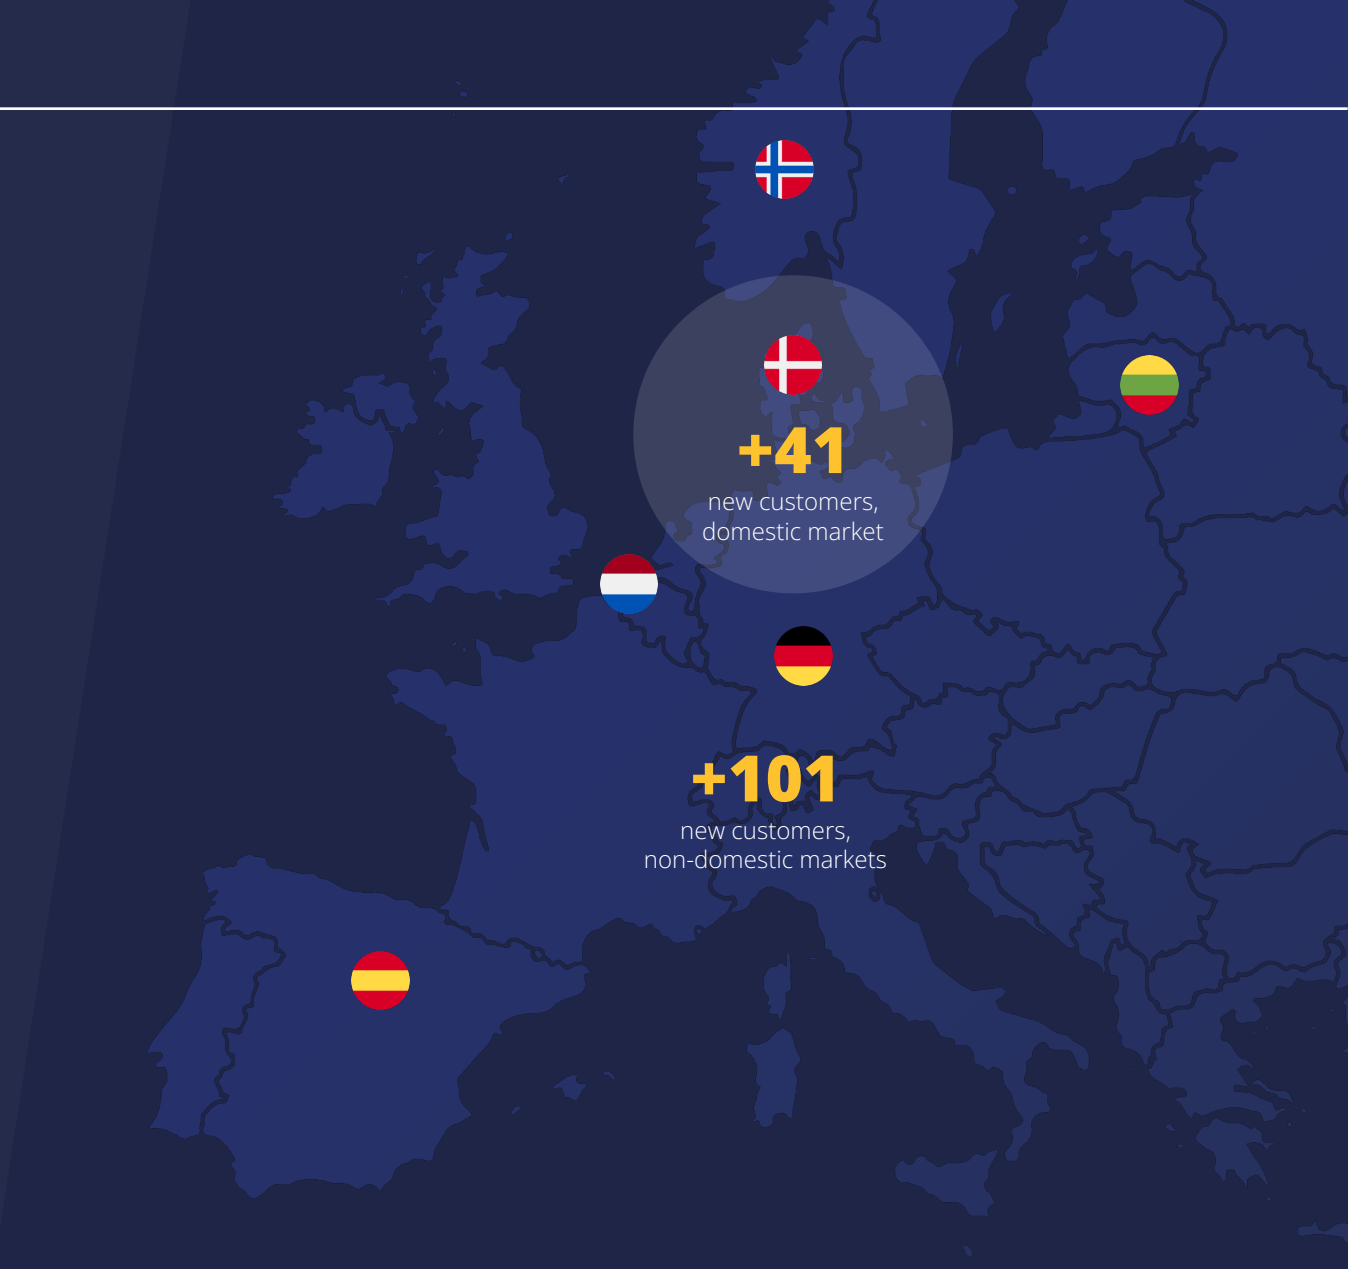 +41
new customers,
domestic market
+101
new customers,
non-domestic markets